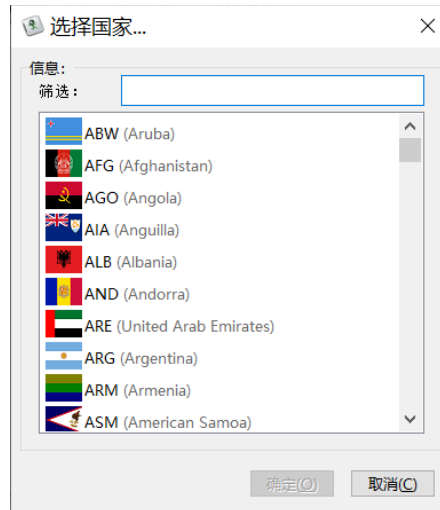 选择国家...
信息:
筛选:
ABW (Aruba)
AFG (Afghanistan)
AGO (Angola)
AIA (Anguilla)
ALB (Albania)
AND (Andorra)
ARE (United Arab Emirates)
ARG (Argentina)
ARM (Armenia)
ASM (American Samoa)
确定(O) 取消(C)